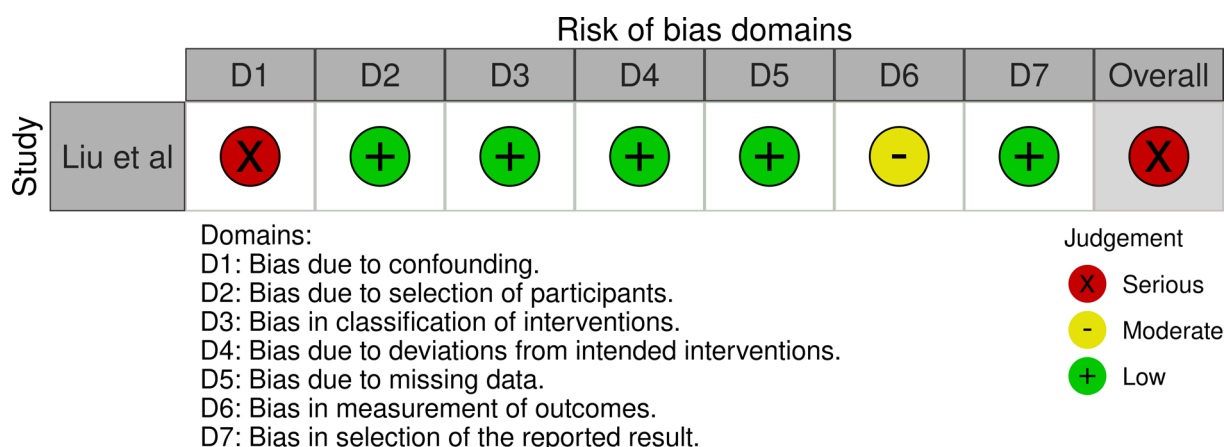 Risk of bias domains
D1 D2 D3 D4 D5 D6 D7 Overall
Study
Liu et al X + + + + - + X
Domains:
D1: Bias due to confounding.
D2: Bias due to selection of participants.
D3: Bias in classification of interventions.
D4: Bias due to deviations from intended interventions.
D5: Bias due to missing data.
D6: Bias in measurement of outcomes.
D7: Bias in selection of the reported result.
Judgement
X Serious
- Moderate
+ Low